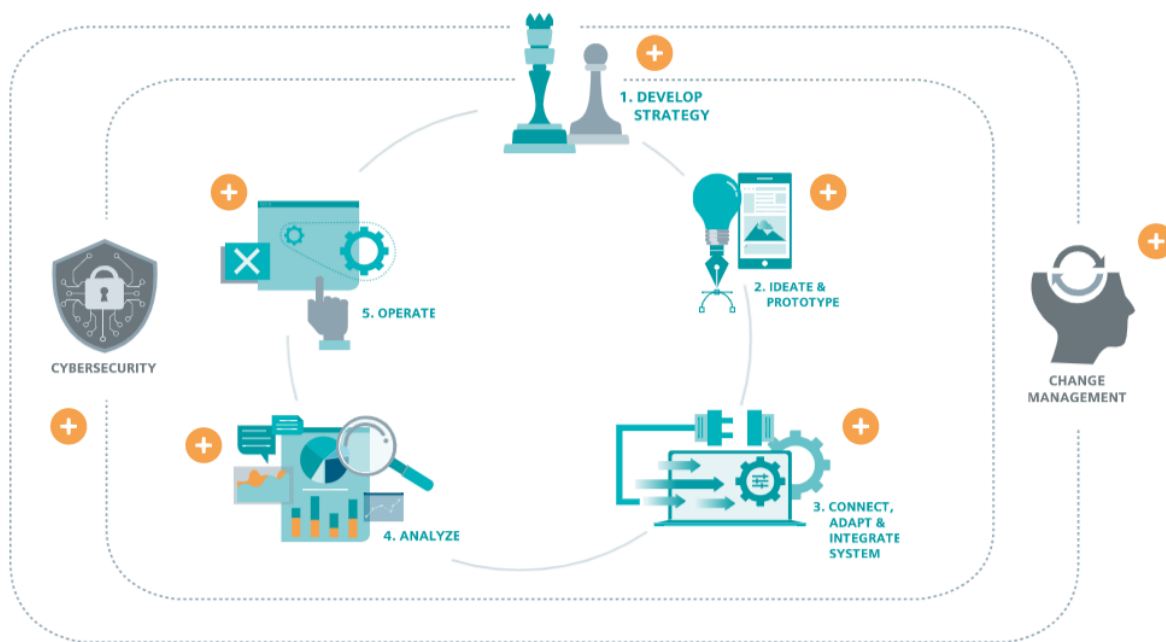 1. DEVELOP
STRATEGY
2. IDEATE &
PROTOTYPE
5. OPERATE
CYBERSECURITY
CHANGE
MANAGEMENT
3. CONNECT,
ADAPT &
INTEGRATE
SYSTEM
4. ANALYZE